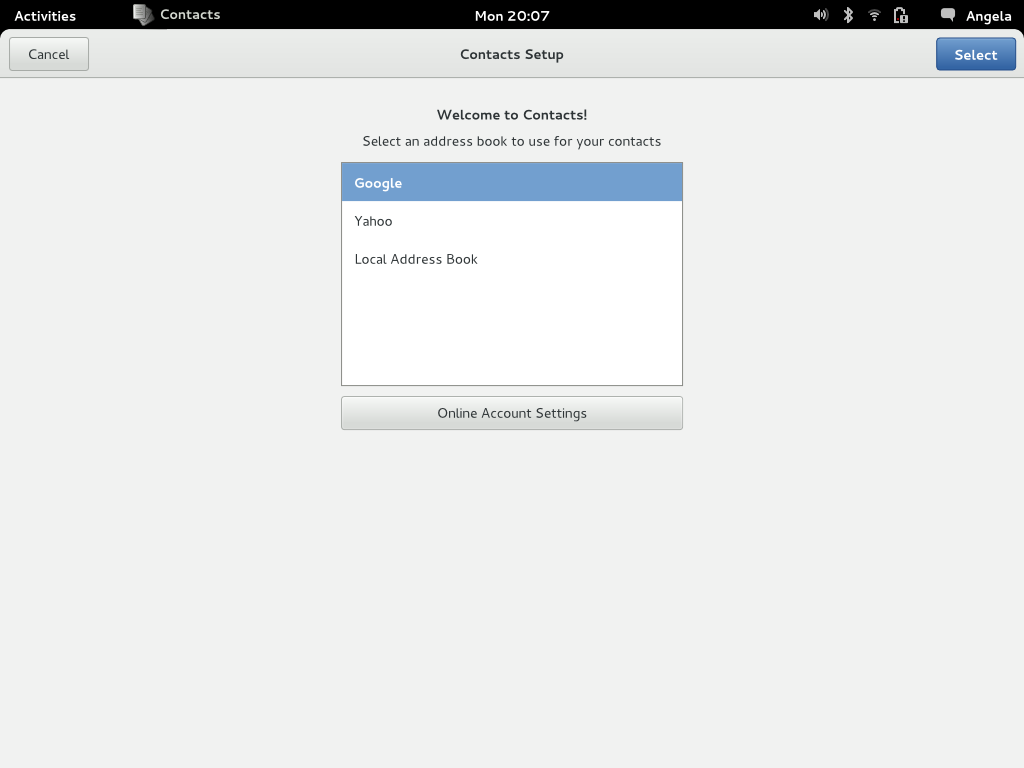 Activities Contacts Mon 20:07 Angela
Cancel Contacts Setup Select
Welcome to Contacts!
Select an address book to use for your contacts
Google
Yahoo
Local Address Book
Online Account Settings